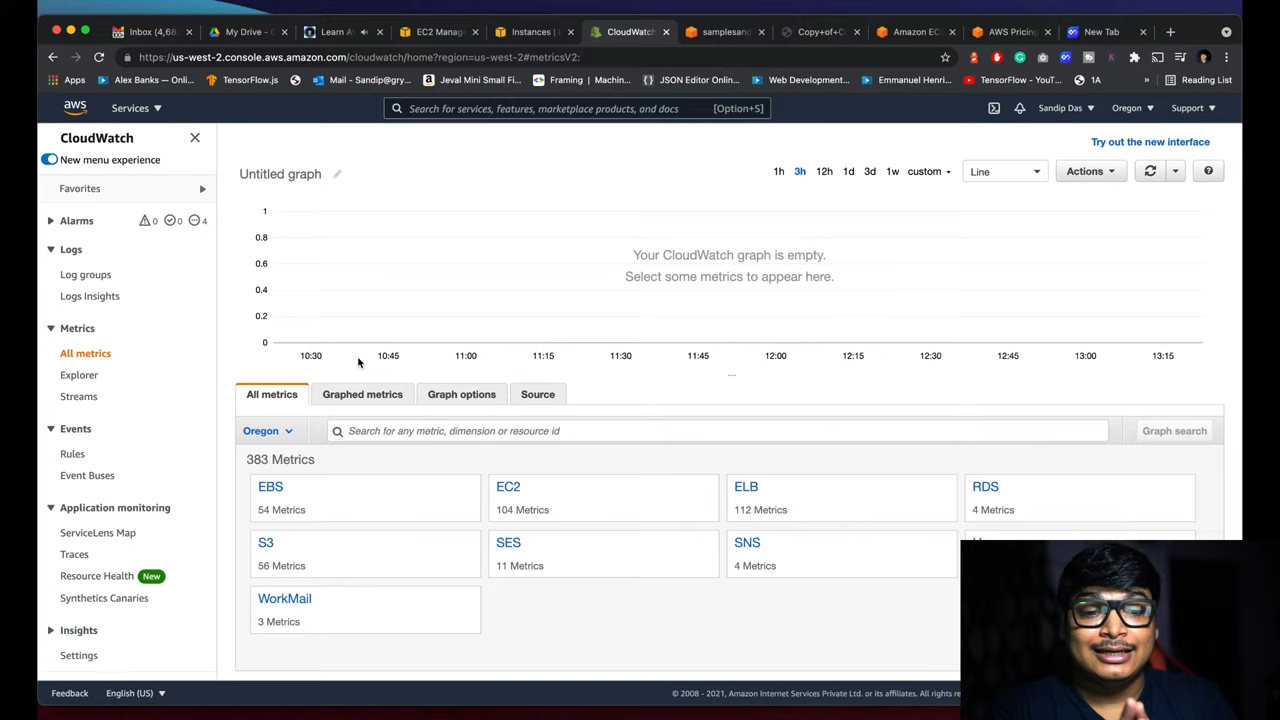 Inbox (4,68
My Drive - G
Learn A
EC2 Manag
Instances |
CloudWatch
samplesand
Copy+of+C
Amazon EC
AWS Pricing
New Tab
https://us-west-2.console.aws.amazon.com/cloudwatch/home?region=us-west-2#metricsV2:
Apps
Alex Banks — Onli...
TensorFlow.js
Mail - Sandip@gry...
Jeval Mini Small Fi...
Framing | Machin...
JSON Editor Onlin...
Web Development...
Emmanuel Henri...
TensorFlow - YouT...
1A
»
Reading List
aws
Services
Search for services, features, marketplace products, and docs
[Option+S]
Sandip Das
Oregon
Support
CloudWatch
New menu experience
Favorites
Alarms
0
0
4
Logs
Log groups
Logs Insights
Metrics
All metrics
Explorer
Streams
Events
Rules
Event Buses
Application monitoring
ServiceLens Map
Traces
Resource Health New
Synthetics Canaries
Insights
Settings
Try out the new interface
Untitled graph
1h 3h 12h 1d 3d 1w custom
Line
Actions
1
0.8
0.6
0.4
0.2
0
Your CloudWatch graph is empty.
Select some metrics to appear here.
10:30 10:45 11:00 11:15 11:30 11:45 12:00 12:15 12:30 12:45 13:00 13:15
...
All metrics
Graphed metrics
Graph options
Source
Oregon
Search for any metric, dimension or resource id
Graph search
383 Metrics
EBS
54 Metrics
EC2
104 Metrics
ELB
112 Metrics
RDS
4 Metrics
S3
56 Metrics
SES
11 Metrics
SNS
4 Metrics
WorkMail
3 Metrics
Feedback
English (US)
© 2008 - 2021, Amazon Internet Services Private Ltd. or its affiliates. All rights